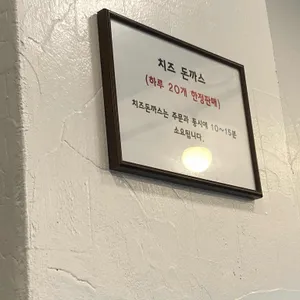 치즈 돈까스
(하루 20개 한정판매)
치즈돈까스는 주문과 동시에 10~15분
소요됩니다.